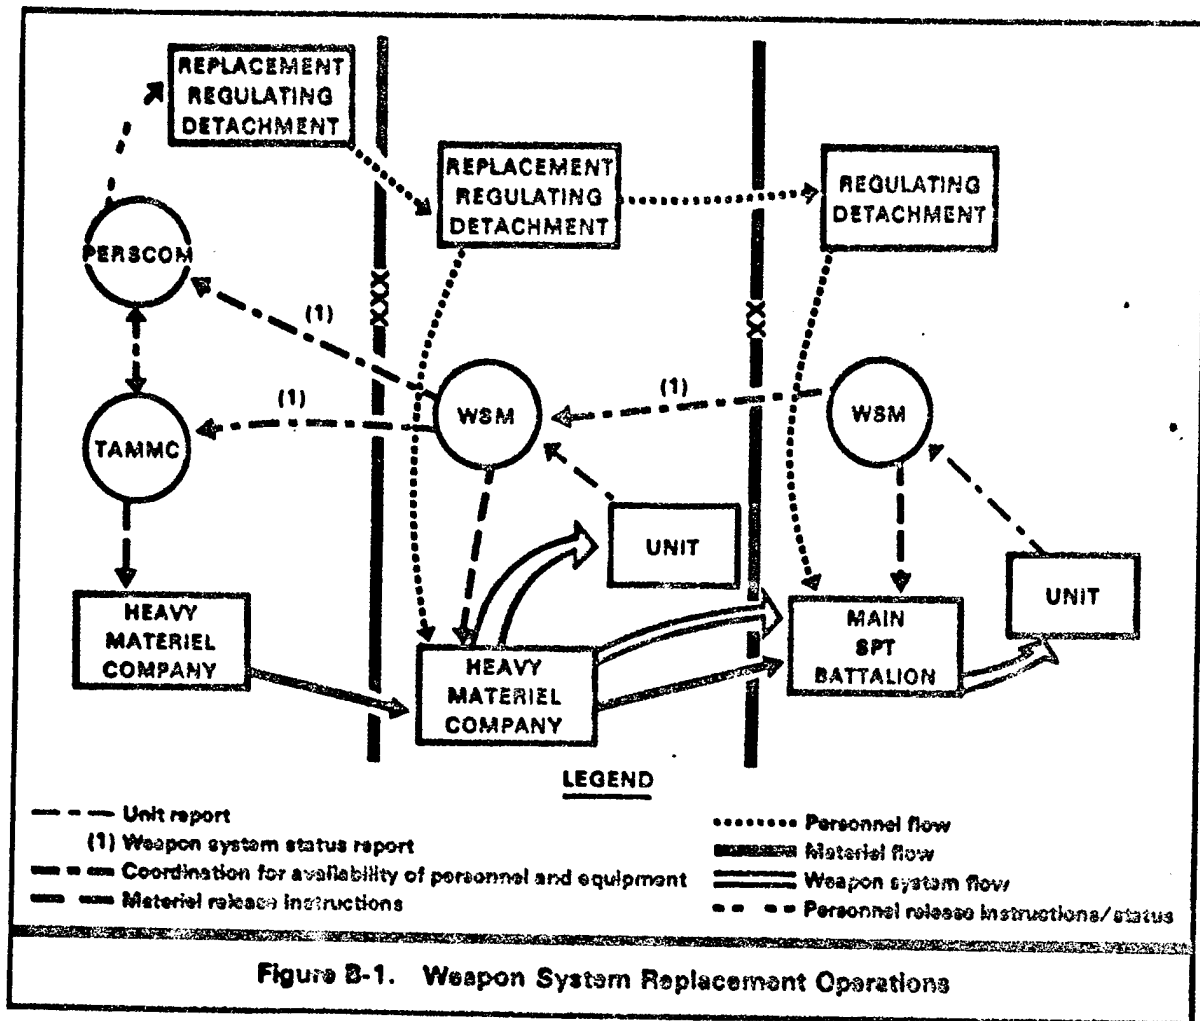 REPLACEMENT
REGULATING
DETACHMENT
REPLACEMENT
REGULATING
DETACHMENT
REGULATING
DETACHMENT
PERSCOM
(1)
XXX
XX
(1)
(1)
TAMMC
WSM
WSM
UNIT
UNIT
HEAVY
MATERIEL
COMPANY
HEAVY
MATERIEL
COMPANY
MAIN
SPT
BATTALION
LEGEND
Unit report
(1) Weapon system status report
Coordination for availability of personnel and equipment
Materiel release instructions
Personnel flow
Materiel flow
Weapon system flow
Personnel release instructions/status
Figure B-1. Weapon System Replacement Operations